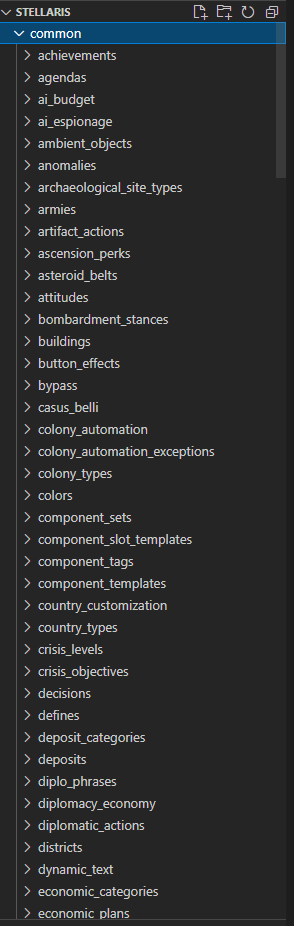 STELLARIS
common
achievements
agendas
ai_budget
ai_espionage
ambient_objects
anomalies
archaeological_site_types
armies
artifact_actions
ascension_perks
asteroid_belts
attitudes
bombardment_stances
buildings
button_effects
bypass
casus_belli
colony_automation
colony_automation_exceptions
colony_types
colors
component_sets
component_slot_templates
component_tags
component_templates
country_customization
country_types
crisis_levels
crisis_objectives
decisions
defines
deposit_categories
deposits
diplo_phrases
diplomacy_economy
diplomatic_actions
districts
dynamic_text
economic_categories
economic_plans